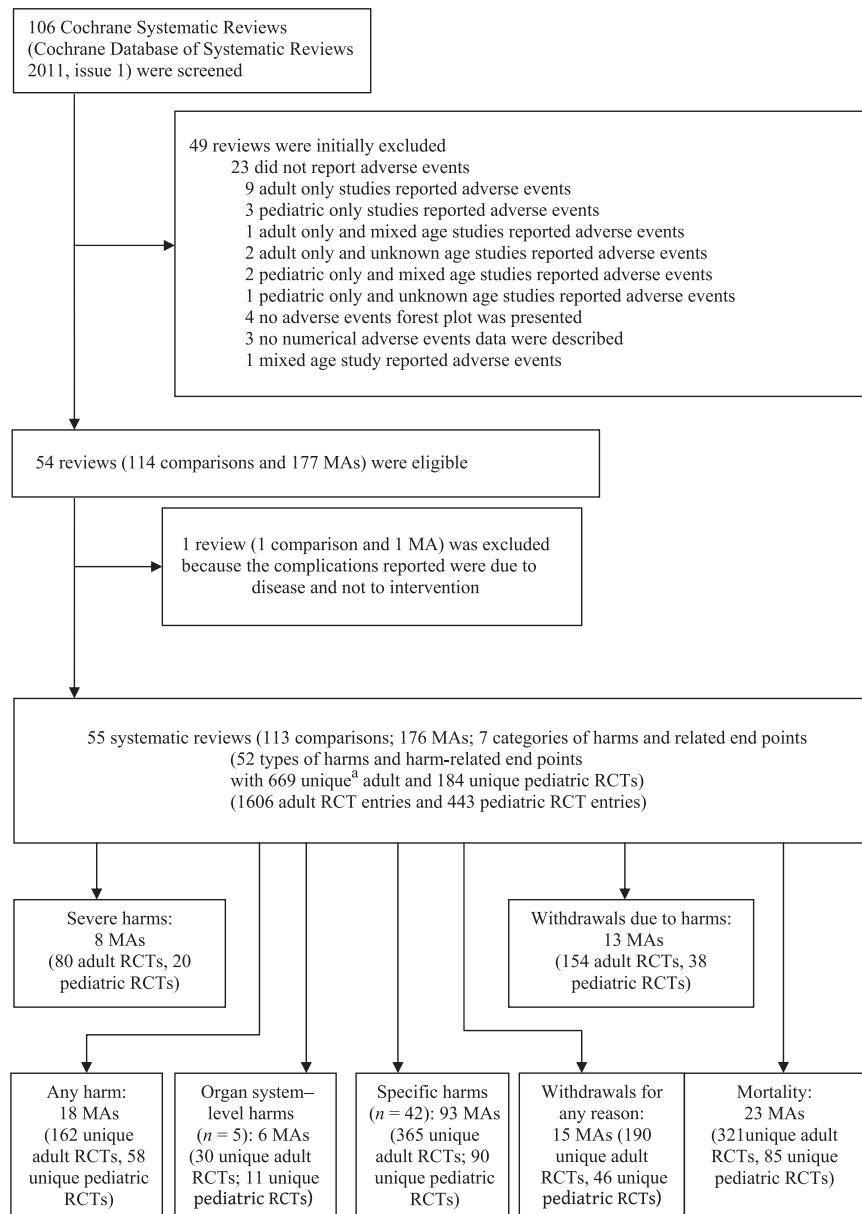 106 Cochrane Systematic Reviews
(Cochrane Database of Systematic Reviews
2011, issue 1) were screened
49 reviews were initially excluded
23 did not report adverse events
9 adult only studies reported adverse events
3 pediatric only studies reported adverse events
1 adult only and mixed age studies reported adverse events
2 adult only and unknown age studies reported adverse events
2 pediatric only and mixed age studies reported adverse events
1 pediatric only and unknown age studies reported adverse events
4 no adverse events forest plot was presented
3 no numerical adverse events data were described
1 mixed age study reported adverse events
54 reviews (114 comparisons and 177 MAs) were eligible
1 review (1 comparison and 1 MA) was excluded
because the complications reported were due to
disease and not to intervention
55 systematic reviews (113 comparisons; 176 MAs; 7 categories of harms and related end points
(52 types of harms and harm-related end points
with 669 unique^a adult and 184 unique pediatric RCTs)
(1606 adult RCT entries and 443 pediatric RCT entries)
Severe harms:
8 MAs
(80 adult RCTs, 20
pediatric RCTs)
Withdrawals due to harms:
13 MAs
(154 adult RCTs, 38
pediatric RCTs)
Any harm:
18 MAs
(162 unique
adult RCTs, 58
unique pediatric
RCTs)
Organ system–
level harms
(n = 5): 6 MAs
(30 unique adult
RCTs; 11 unique
pediatric RCTs)
Specific harms
(n = 42): 93 MAs
(365 unique
adult RCTs; 90
unique pediatric
RCTs)
Withdrawals for
any reason:
15 MAs (190
unique adult
RCTs, 46 unique
pediatric RCTs)
Mortality:
23 MAs
(321unique adult
RCTs, 85 unique
pediatric RCTs)